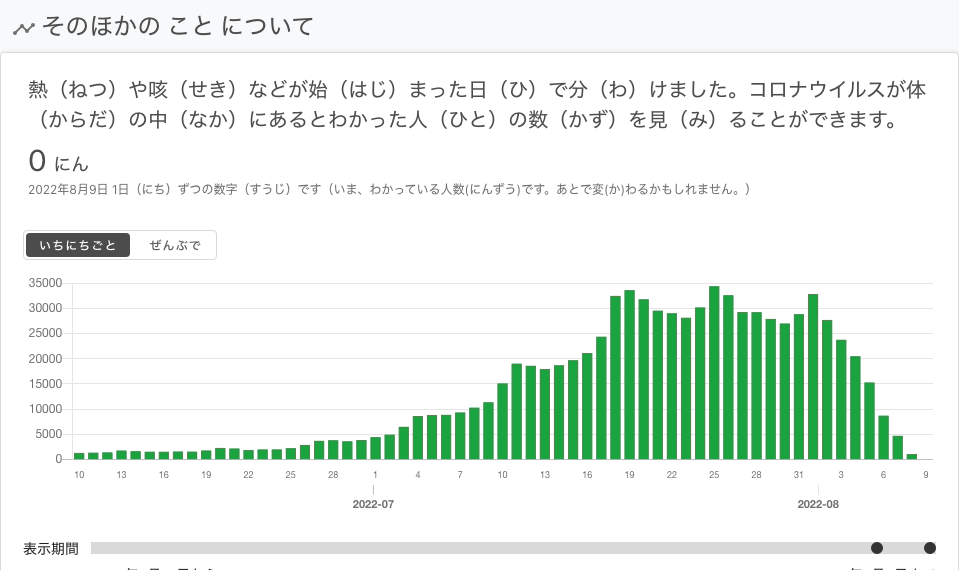 そのほかの こと について
熱（ねつ）や咳（せき）などが始（はじ）まった日（ひ）で分（わ）けました。コロナウイルスが体
（からだ）の中（なか）にあるとわかった人（ひと）の数（かず）を見（み）ることができます。
0 にん
2022年8月9日 1日（にち）ずつの数字（すうじ）です（いま、わかっている人数(にんずう)です。あとで変(か)わるかもしれません。）
いちにちごと ぜんぶで
35000
30000
25000
20000
15000
10000
5000
0
10 13 16 19 22 25 28 1 4 7 10 13 16 19 22 25 28 31 3 6 9
2022-07 2022-08
表示期間